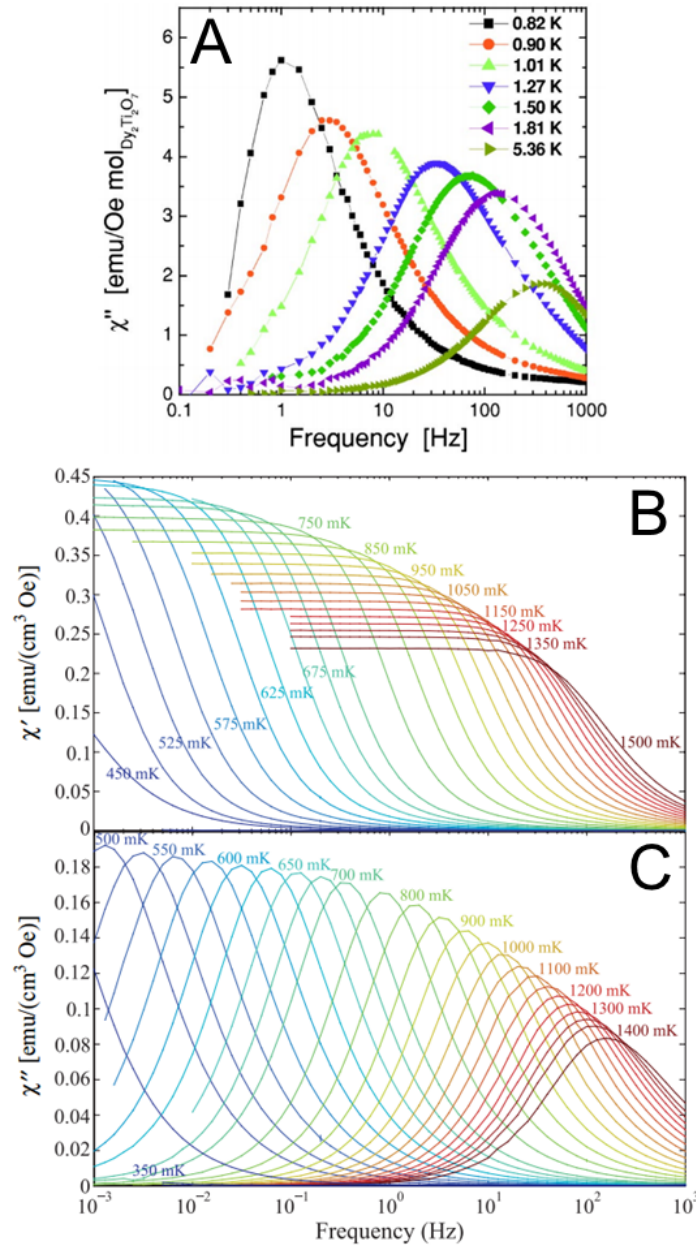 A
0.82 K
0.90 K
1.01 K
1.27 K
1.50 K
1.81 K
5.36 K
χ'' [emu/Oe mol_{Dy_2Ti_2O_7}]
6
5
4
3
2
1
0
0.1 1 10 100 1000
Frequency [Hz]
B
χ′ [emu/(cm³ Oe)]
0.45
0.4
0.35
0.3
0.25
0.2
0.15
0.1
0.05
0
750 mK
850 mK
950 mK
1050 mK
1150 mK
1250 mK
1350 mK
675 mK
625 mK
575 mK
525 mK
450 mK
1500 mK
C
χ″ [emu/(cm³ Oe)]
0.18
0.16
0.14
0.12
0.1
0.08
0.06
0.04
0.02
0
500 mK
550 mK
600 mK
650 mK
700 mK
800 mK
900 mK
1000 mK
1100 mK
1200 mK
1300 mK
1400 mK
350 mK
10⁻³ 10⁻² 10⁻¹ 10⁰ 10¹ 10² 10³
Frequency (Hz)